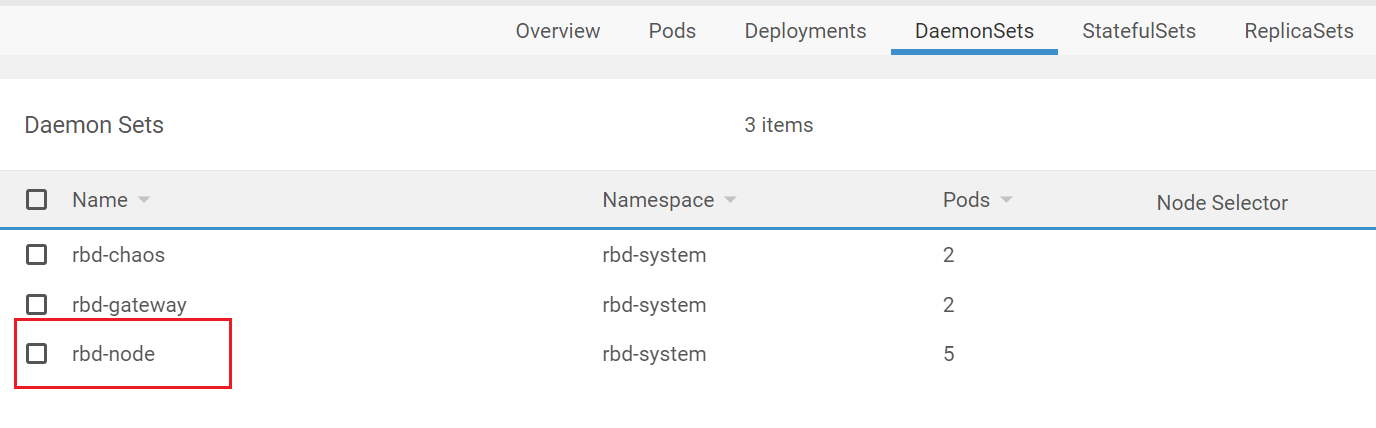 Overview Pods Deployments DaemonSets StatefulSets ReplicaSets
Daemon Sets 3 items
Name Namespace Pods Node Selector
rbd-chaos rbd-system 2
rbd-gateway rbd-system 2
rbd-node rbd-system 5